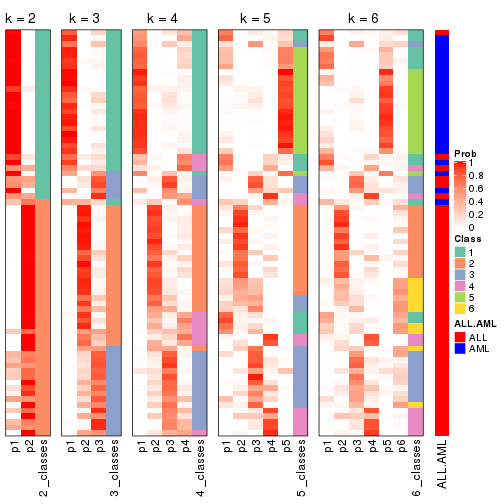 k = 2 k = 3 k = 4 k = 5 k = 6
Prob
1
0.8
0.6
0.4
0.2
0
Class
1
2
3
4
5
6
ALL.AML
ALL
AML
p1 p2 2_classes p1 p2 p3 3_classes p1 p2 p3 p4 4_classes p1 p2 p3 p4 p5 5_classes p1 p2 p3 p4 p5 p6 6_classes ALL.AML